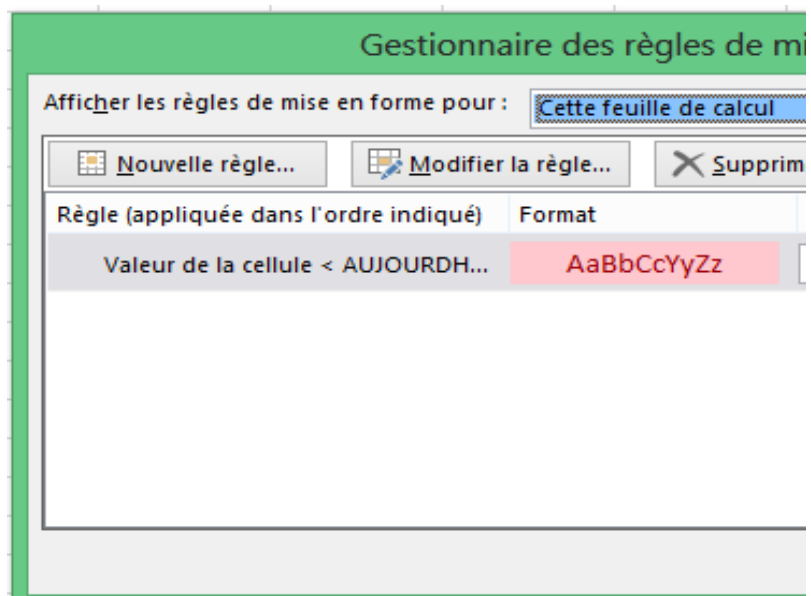 Gestionnaire des règles de mi
Afficher les règles de mise en forme pour : Cette feuille de calcul
Nouvelle règle... Modifier la règle... Supprim
Règle (appliquée dans l'ordre indiqué) Format
Valeur de la cellule < AUJOURDH... AaBbCcYyZz